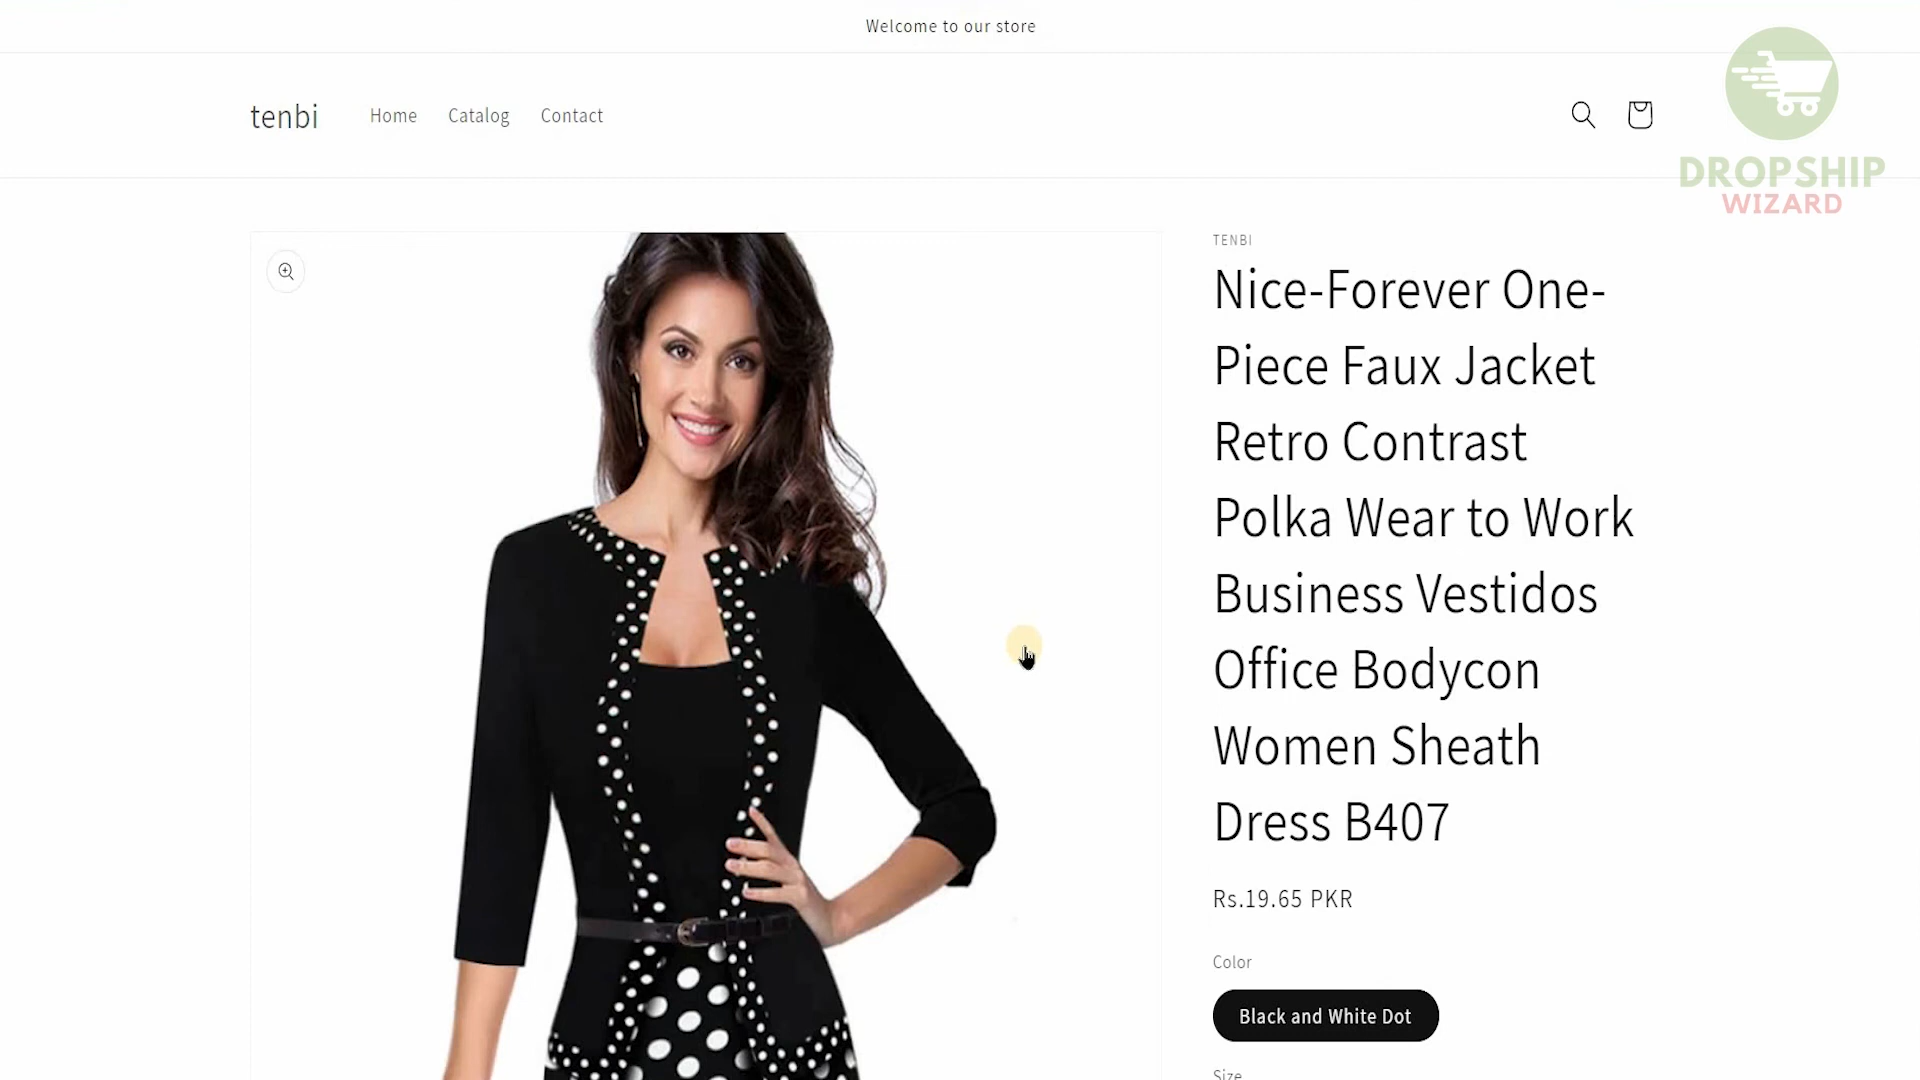 Welcome to our store
tenbi
Home
Catalog
Contact
DROPSHIP
WIZARD
TENBI
Nice-Forever One-
Piece Faux Jacket
Retro Contrast
Polka Wear to Work
Business Vestidos
Office Bodycon
Women Sheath
Dress B407
Rs.19.65 PKR
Color
Black and White Dot
Size